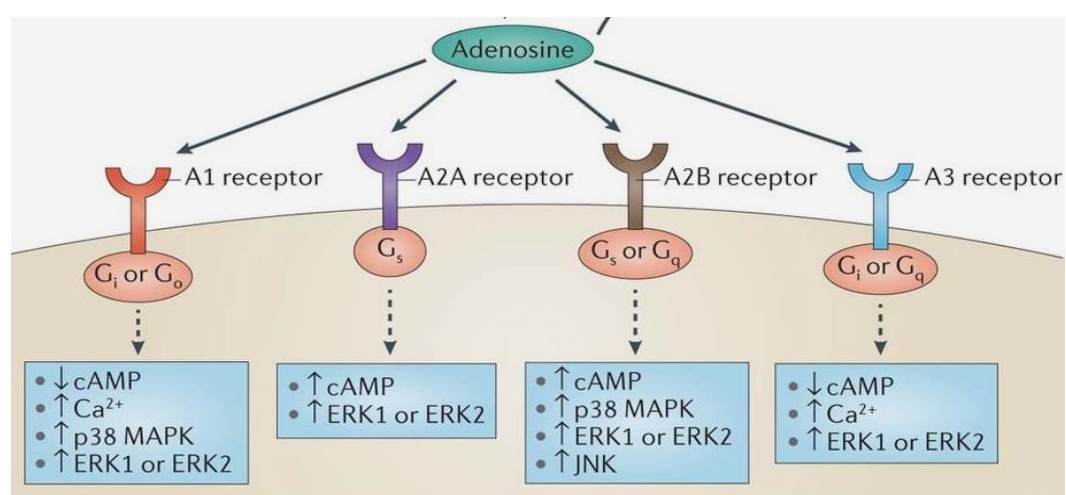 Adenosine
A1 receptor
A2A receptor
A2B receptor
A3 receptor
Gi or Go
Gs
Gs or Gq
Gi or Gq
• ↓cAMP
• ↑Ca²⁺
• ↑p38 MAPK
• ↑ERK1 or ERK2
• ↑cAMP
• ↑ERK1 or ERK2
• ↑cAMP
• ↑p38 MAPK
• ↑ERK1 or ERK2
• ↑JNK
• ↓cAMP
• ↑Ca²⁺
• ↑ERK1 or ERK2